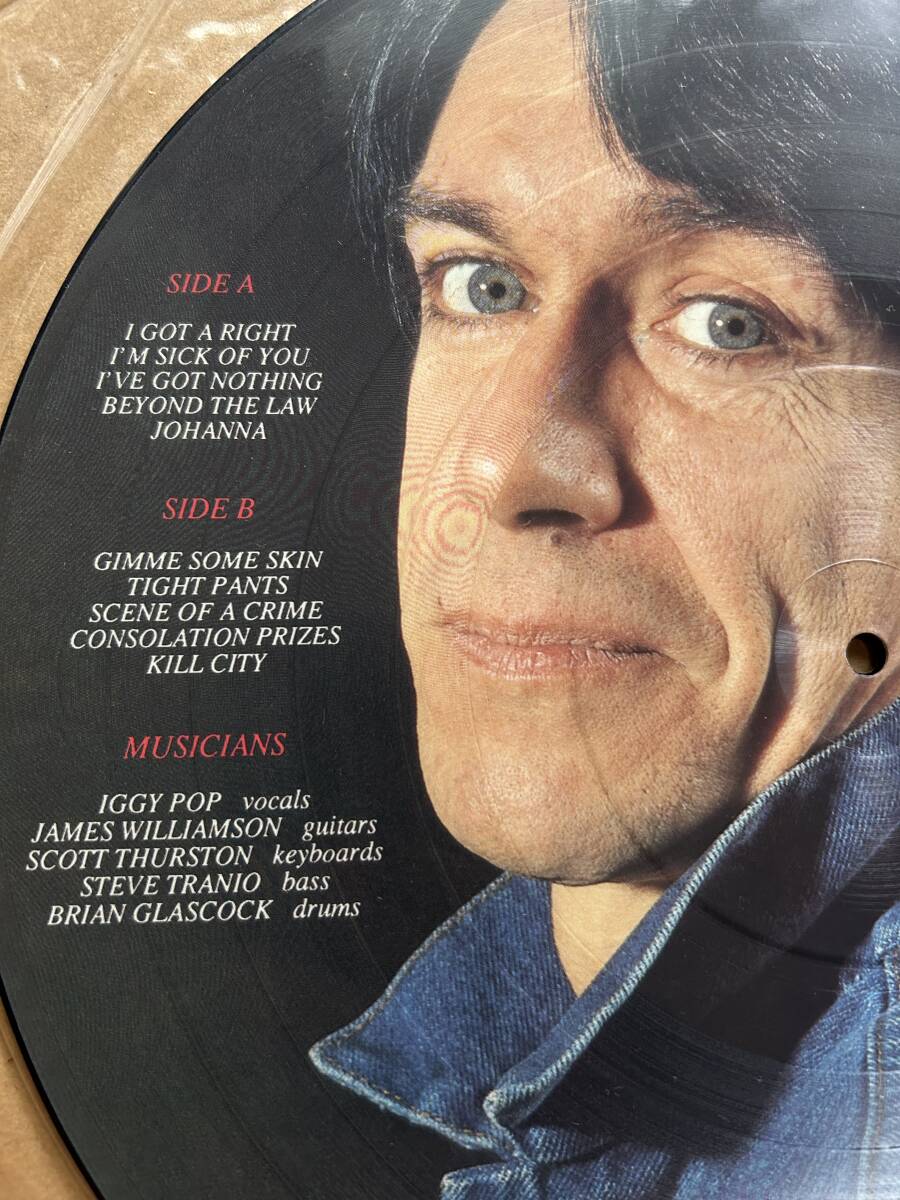 SIDE A
I GOT A RIGHT
I'M SICK OF YOU
I'VE GOT NOTHING
BEYOND THE LAW
JOHANNA
SIDE B
GIMME SOME SKIN
TIGHT PANTS
SCENE OF A CRIME
CONSOLATION PRIZES
KILL CITY
MUSICIANS
IGGY POP vocals
JAMES WILLIAMSON guitars
SCOTT THURSTON keyboards
STEVE TRANIO bass
BRIAN GLASCOCK drums